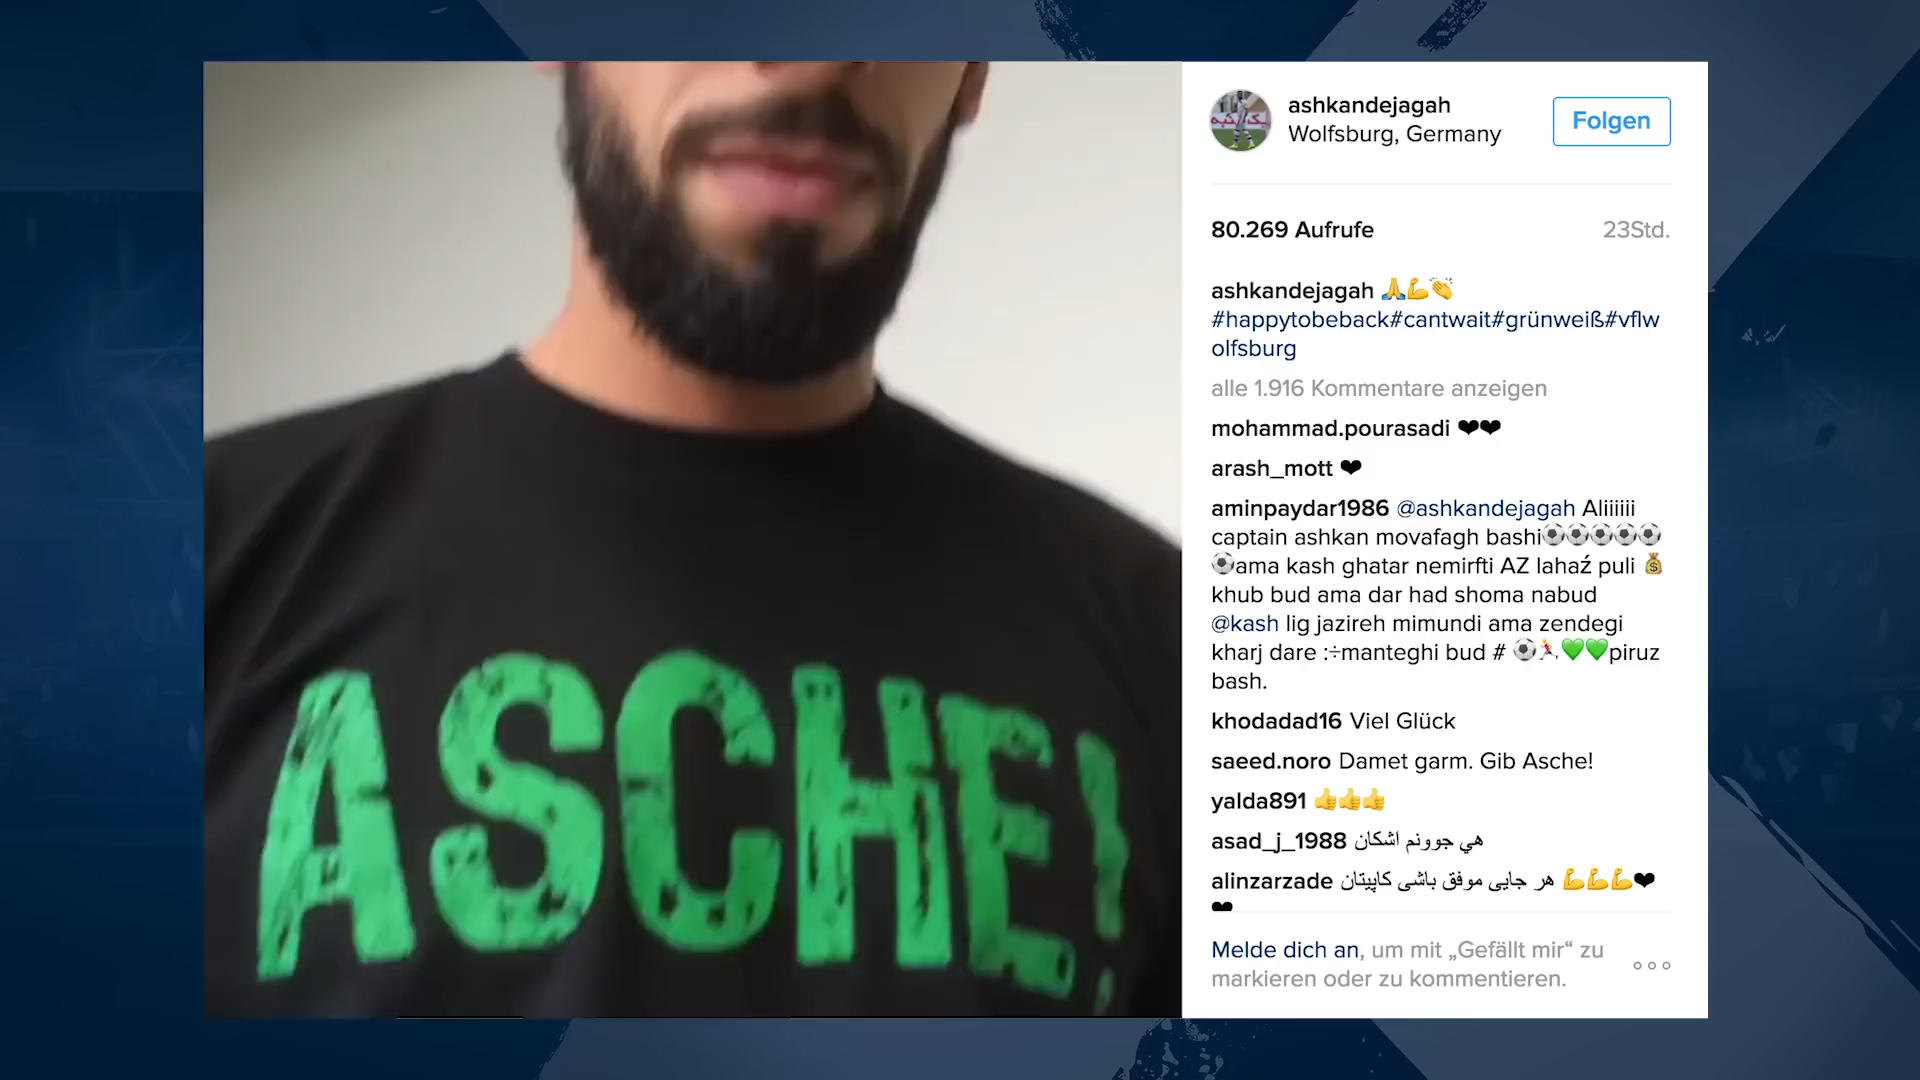 ASCHE!
ashkandejagah
Wolfsburg, Germany
Folgen
80.269 Aufrufe
23Std.
ashkandejagah 🙏💪👏
#happytobeback#cantwait#grünweiß#vflw
olfsburg
alle 1.916 Kommentare anzeigen
mohammad.pourasadi ❤❤
arash_mott ❤
aminpaydar1986 @ashkandejagah Aliiiiii
captain ashkan movafagh bashi⚽⚽⚽⚽⚽
⚽ama kash ghatar nemirfti AZ lahaź puli 💰
khub bud ama dar had shoma nabud
@kash lig jazireh mimundi ama zendegi
kharj dare :÷manteghi bud # ⚽🏃💚💚piruz
bash.
khodadad16 Viel Glück
saeed.noro Damet garm. Gib Asche!
yalda891 👍👍👍
asad_j_1988 هي جوونم اشكان
alinzarzade هر جایی موفق باشی کاپیتان 💪💪💪❤
❤
Melde dich an, um mit „Gefällt mir“ zu
markieren oder zu kommentieren.